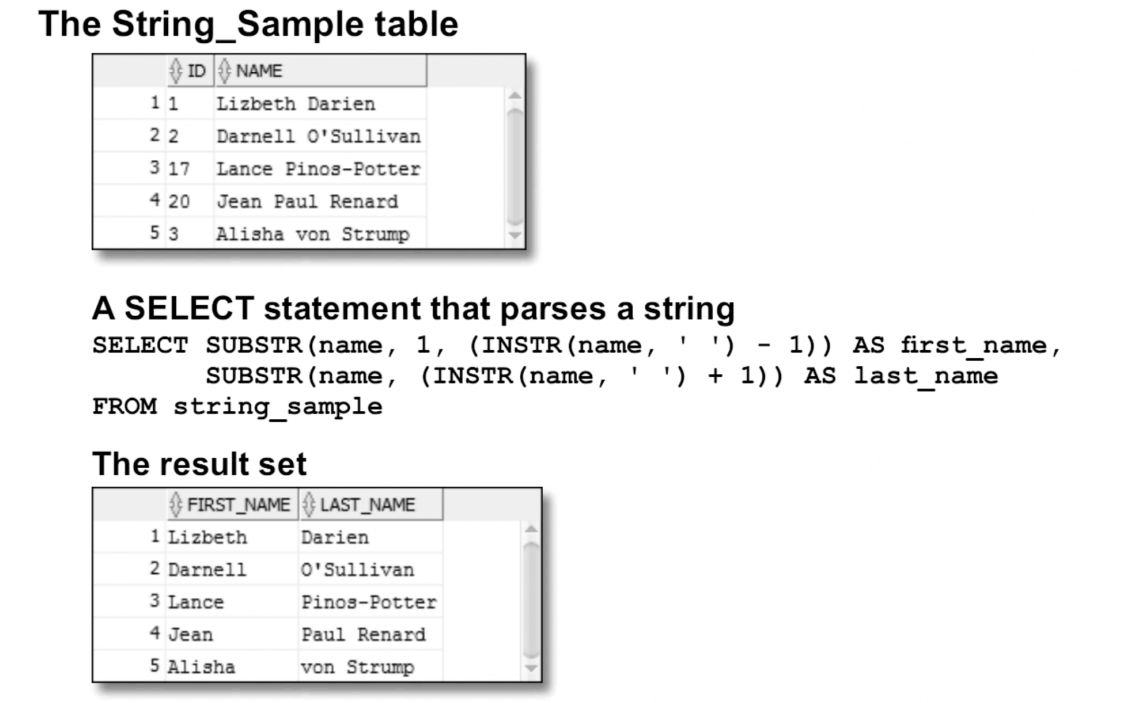 The String_Sample table
ID NAME
1 1 Lizbeth Darien
2 2 Darnell O'Sullivan
3 17 Lance Pinos-Potter
4 20 Jean Paul Renard
5 3 Alisha von Strump
A SELECT statement that parses a string
SELECT SUBSTR(name, 1, (INSTR(name, ' ') - 1)) AS first_name,
SUBSTR(name, (INSTR(name, ' ') + 1)) AS last_name
FROM string_sample
The result set
FIRST_NAME LAST_NAME
1 Lizbeth Darien
2 Darnell O'Sullivan
3 Lance Pinos-Potter
4 Jean Paul Renard
5 Alisha von Strump